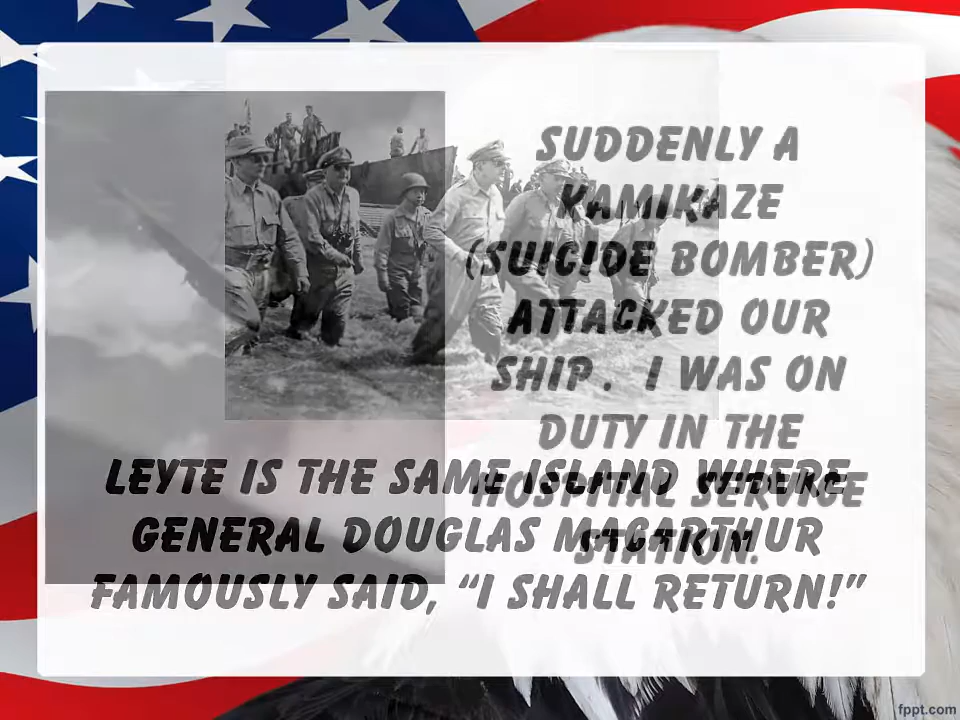 SUDDENLY A
KAMIKAZE
(SUICIDE BOMBER)
ATTACKED OUR
SHIP. I WAS ON
DUTY IN THE
HOSPITAL SERVICE
STATION.
LEYTE IS THE SAME ISLAND WHERE
GENERAL DOUGLAS MACARTHUR
FAMOUSLY SAID, “I SHALL RETURN!”
fppt.com